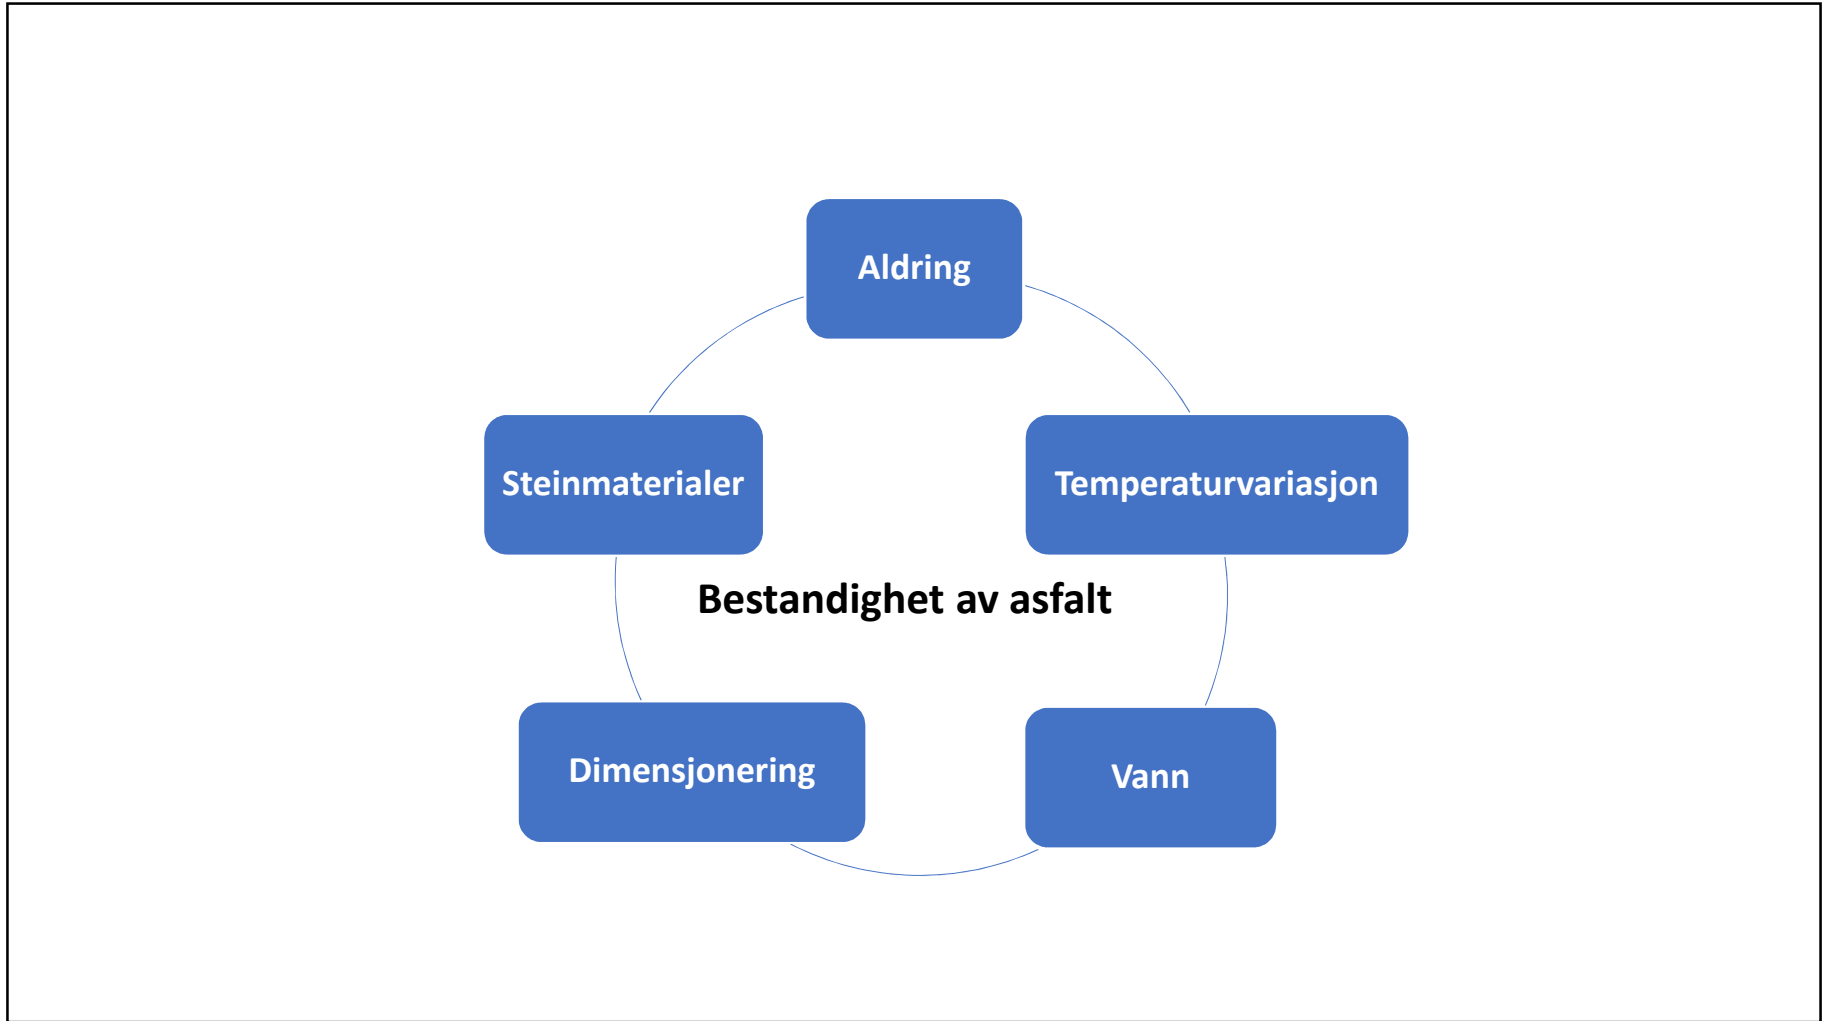 Aldring
Steinmaterialer
Temperaturvariasjon
Bestandighet av asfalt
Dimensjonering
Vann